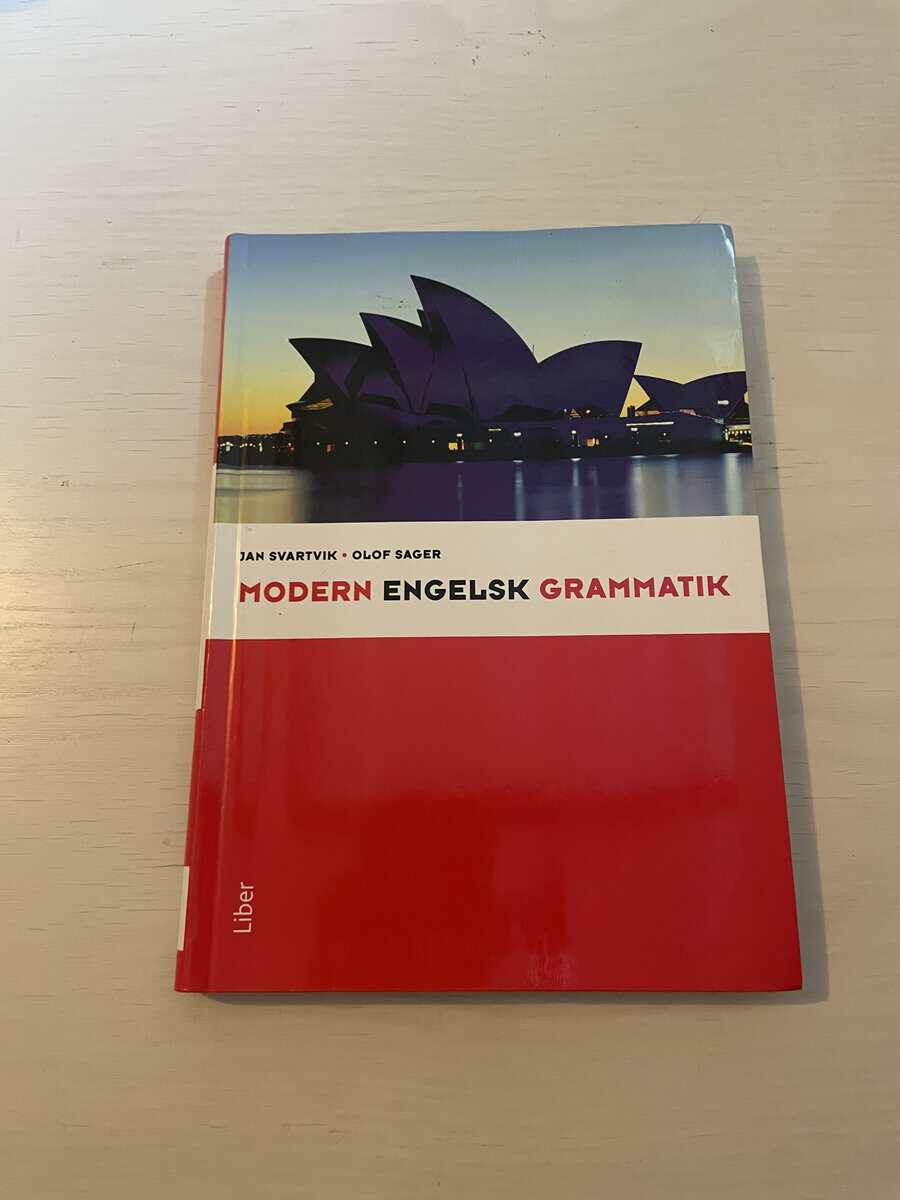 JAN SVARTVIK • OLOF SAGER
MODERN ENGELSK GRAMMATIK
Liber